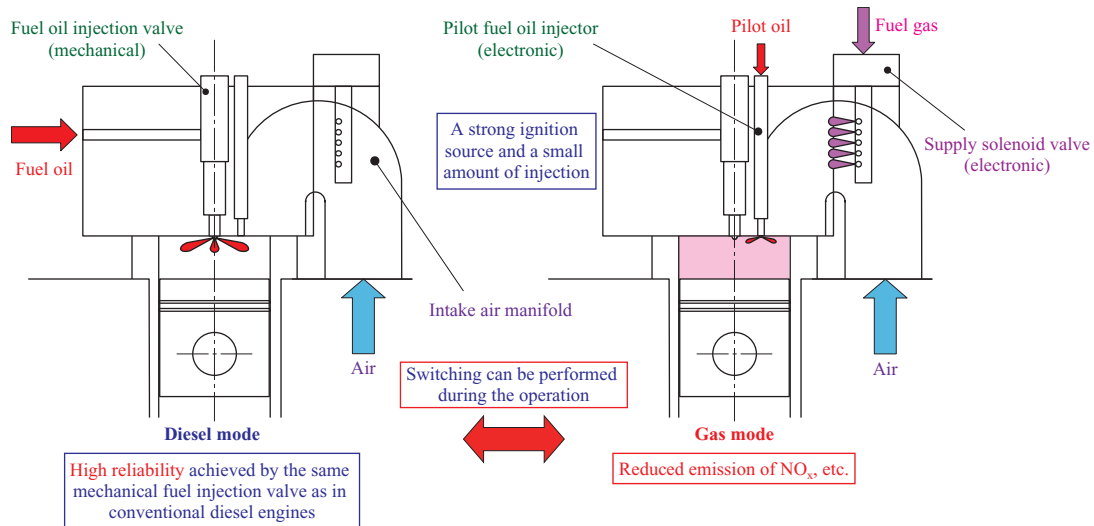 Fuel oil injection valve
(mechanical)
Fuel oil
Intake air manifold
Air
Diesel mode
High reliability achieved by the same
mechanical fuel injection valve as in
conventional diesel engines
Switching can be performed
during the operation
Pilot fuel oil injector
(electronic)
Pilot oil
Fuel gas
A strong ignition
source and a small
amount of injection
Supply solenoid valve
(electronic)
Air
Gas mode
Reduced emission of NOₓ, etc.